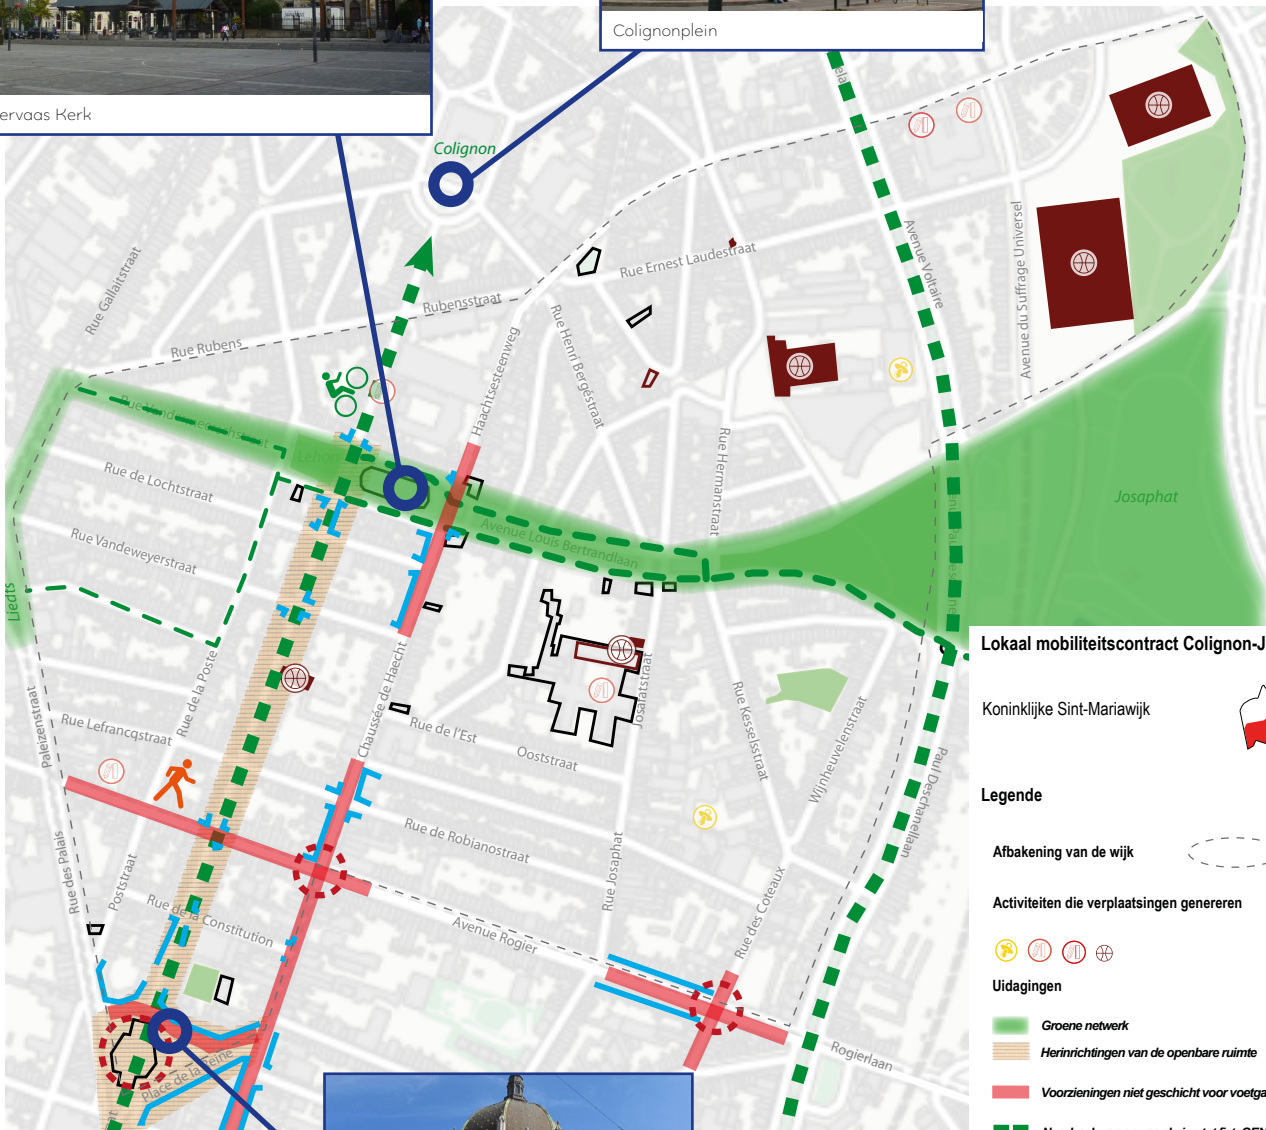 Colignonplein
ervaas Kerk
Colignon
Rue Gallaitstraat
Rue Rubens
Rubensstraat
Rue Ernest Laudestraat
Avenue Voltaire
Avenue du Suffrage Universel
Haachtsesteenweg
Rue Henri Bergéstraat
Rue Hermanstraat
Rue de Lochtstraat
Rue Vandeweyerstraat
Avenue Louis Bertrandlaan
Josaphat
Liedts
Paleizenstraat
Rue Lefrancqstraat
Rue de la Poste
Chaussée de Haecht
Rue de l'Est
Ooststraat
Rue Kesselsstraat
Wijnheuvelenstraat
Paul Deschanellaan
Rue de Robianostraat
Rue Josaphat
Rue des Palais
Poststraat
Rue de la Constitution
Avenue Rogier
Rue des Coteaux
Rogierlaan
Place de la Reine
Lokaal mobiliteitscontract Colignon-J
Koninklijke Sint-Mariawijk
Legende
Afbakening van de wijk
Activiteiten die verplaatsingen genereren
Uidagingen
Groene netwerk
Herinrichtingen van de openbare ruimte
Voorzieningen niet geschicht voor voetga